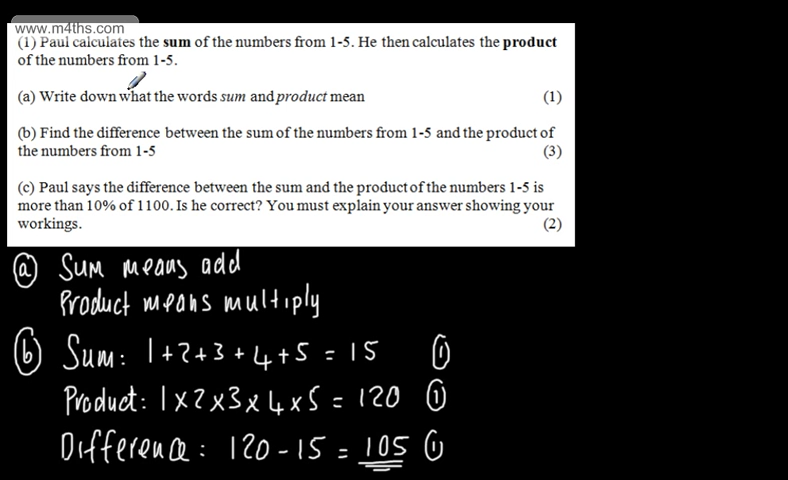 www.m4ths.com
(1) Paul calculates the sum of the numbers from 1-5. He then calculates the product
of the numbers from 1-5.
(a) Write down what the words sum and product mean (1)
(b) Find the difference between the sum of the numbers from 1-5 and the product of
the numbers from 1-5 (3)
(c) Paul says the difference between the sum and the product of the numbers 1-5 is
more than 10% of 1100. Is he correct? You must explain your answer showing your
workings. (2)
(a) Sum means add
Product means multiply
(b) Sum: 1+2+3+4+5 = 15 (1)
Product: 1x2x3x4x5 = 120 (1)
Difference: 120-15 = 105 (1)